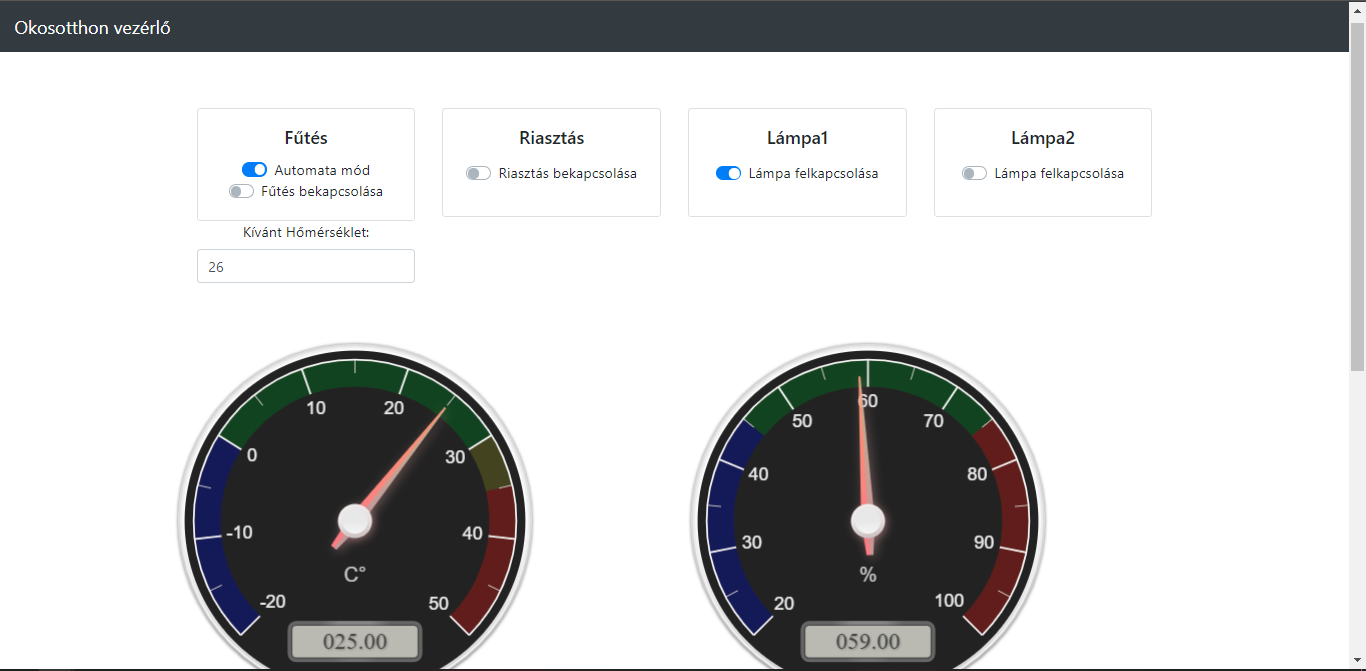 Okosotthon vezérlő
Fűtés
Automata mód
Fűtés bekapcsolása
Kívánt Hőmérséklet:
26
Riasztás
Riasztás bekapcsolása
Lámpa1
Lámpa felkapcsolása
Lámpa2
Lámpa felkapcsolása
-20
-10
0
10
20
30
40
50
C°
025.00
20
30
40
50
60
70
80
90
100
%
059.00